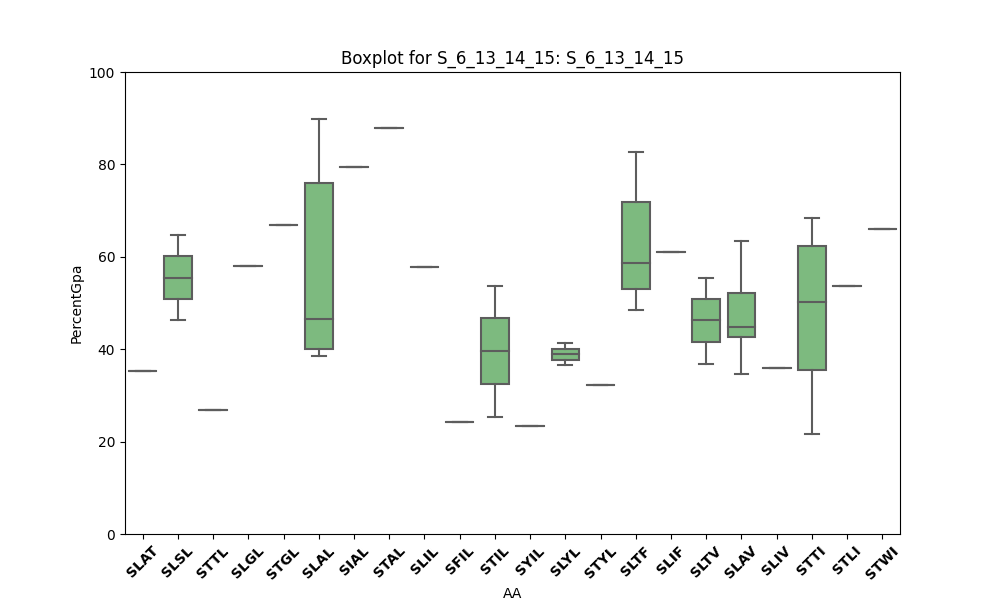 Boxplot for S_6_13_14_15: S_6_13_14_15
PercentGpa
100
80
60
40
20
0
SLAT SLSL STTL SLGL STGL SLAL SIAL STAL SLIL SFIL STIL SYIL SLYL STYL SLTF SLIF SLTV SLAV SLIV STTI STLI STWI
AA